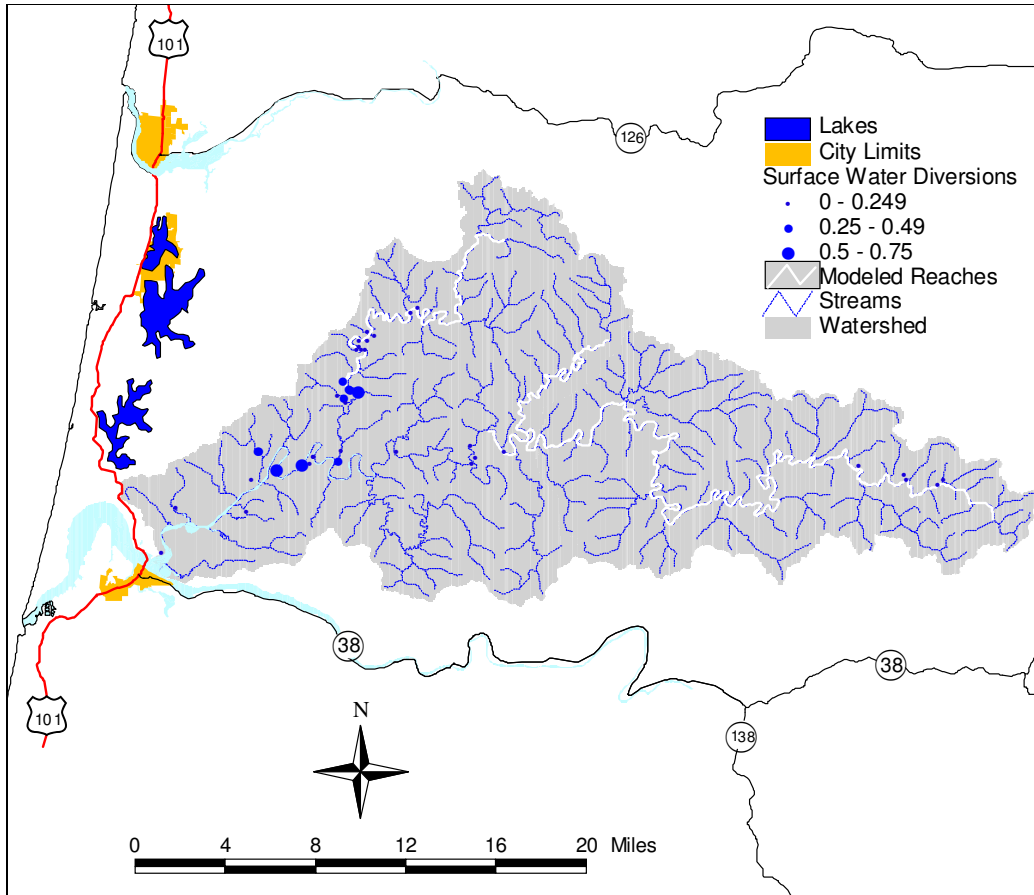 101
126
Lakes
City Limits
Surface Water Diversions
0 - 0.249
0.25 - 0.49
0.5 - 0.75
Modeled Reaches
Streams
Watershed
38
38
101
N
138
0 4 8 12 16 20 Miles